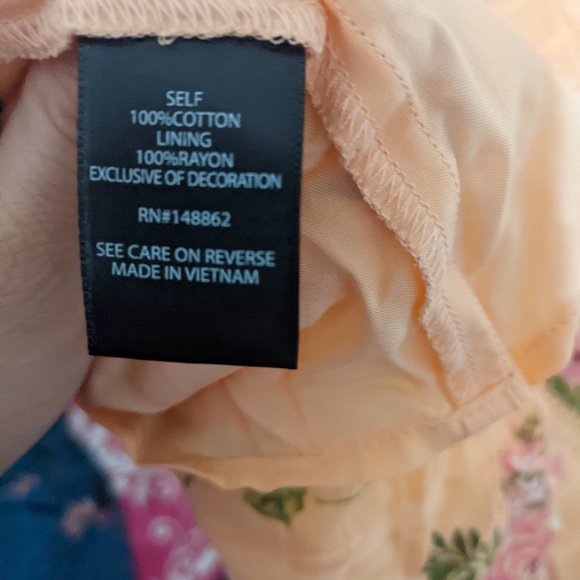 SELF
100%COTTON
LINING
100%RAYON
EXCLUSIVE OF DECORATION
RN#148862
SEE CARE ON REVERSE
MADE IN VIETNAM